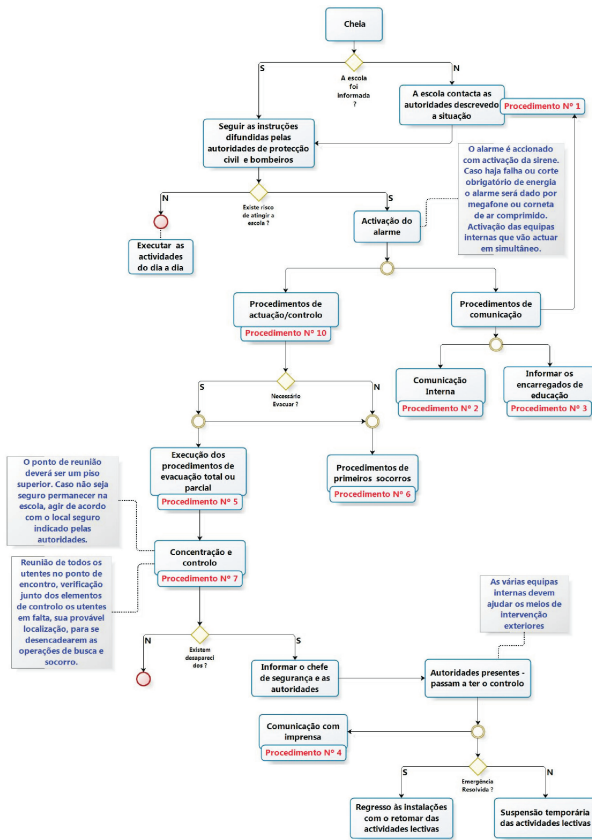 Cheia
S
N
A escola
foi
informada
?
A escola contacta as
autoridades descrevedo
a situação
Procedimento Nº 1
Seguir as instruções
difundidas pelas
autoridades de protecção
civil e bombeiros
O alarme é accionado
com activação da sirene.
Caso haja falha ou corte
obrigatório de energia
o alarme será dado por
megafone ou corneta
de ar comprimido.
Activação das equipas
internas que vão actuar
em simultáneo.
N
S
Existe risco
de atingir a
escola ?
Executar as
actividades
do dia a dia
Activação do
alarme
Procedimentos de
actuação/controlo
Procedimento Nº 10
Procedimentos de
comunicação
S
N
Necessário
Evacuar ?
Comunicação
Interna
Procedimento Nº 2
Informar os
encarregados de
educação
Procedimento Nº 3
Execução dos
procedimentos de
evacuação total ou
parcial
Procedimento Nº 5
Procedimentos de
primeiros socorros
Procedimento Nº 6
O ponto de reunião
deverá ser um piso
superior. Caso não seja
seguro permanecer na
escola, agir de acordo
com o local seguro
indicado pelas
autoridades.
Concentração e
controlo
Procedimento Nº 7
Reunião de todos os
utentes no ponto de
encontro, verificação
junto dos elementos
de controlo os utentes
em falta, sua provável
localização, para se
desencadearem as
operações de busca e
socorro.
As várias equipas
internas devem
ajudar os meios de
intervenção
exteriores
N
S
Existem
desapareci
dos ?
Informar o chefe
de segurança e as
autoridades
Autoridades presentes -
passam a ter o controlo
Comunicação com
imprensa
Procedimento Nº 4
S
N
Emergência
Resolvida ?
Regresso às instalações
com o retomar das
actividades lectivas
Suspensão temporária
das actividades lectivas